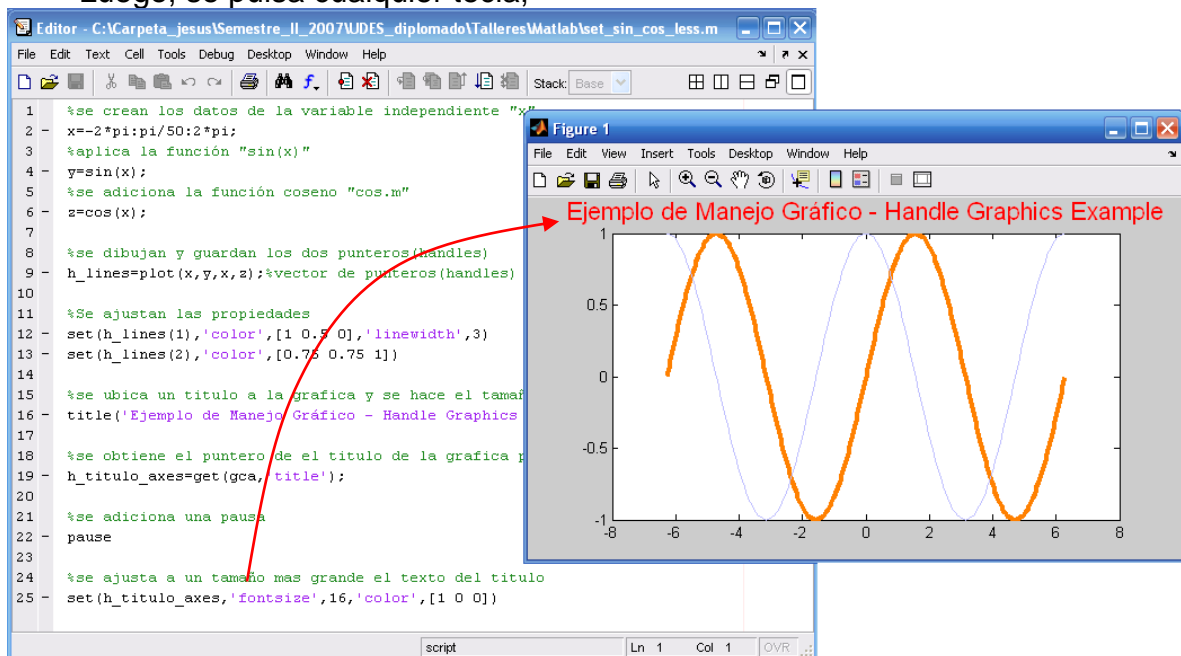 Luego, se pulsa cualquier tecla,
Editor - C:\Carpeta_jesus\Semestre_II_2007\UDES_diplomado\Talleres\Matlab\set_sin_cos_less.m
File Edit Text Cell Tools Debug Desktop Window Help
Stack: Base
1 %se crean los datos de la variable independiente "x"
2 - x=-2*pi:pi/50:2*pi;
3 %aplica la función "sin(x)"
4 - y=sin(x);
5 %se adiciona la función coseno "cos.m"
6 - z=cos(x);
7
8 %se dibujan y guardan los dos punteros(handles)
9 - h_lines=plot(x,y,x,z);%vector de punteros(handles)
10
11 %Se ajustan las propiedades
12 - set(h_lines(1),'color',[1 0.5 0],'linewidth',3)
13 - set(h_lines(2),'color',[0.75 0.75 1])
14
15 %se ubica un titulo a la grafica y se hace el tamañ
16 - title('Ejemplo de Manejo Gráfico - Handle Graphics
17
18 %se obtiene el puntero de el titulo de la grafica p
19 - h_titulo_axes=get(gca,'title');
20
21 %se adiciona una pausa
22 - pause
23
24 %se ajusta a un tamaño mas grande el texto del titulo
25 - set(h_titulo_axes,'fontsize',16,'color',[1 0 0])
script Ln 1 Col 1 OVR
Figure 1
File Edit View Insert Tools Desktop Window Help
Ejemplo de Manejo Gráfico - Handle Graphics Example
1
0.5
0
-0.5
-1
-8 -6 -4 -2 0 2 4 6 8